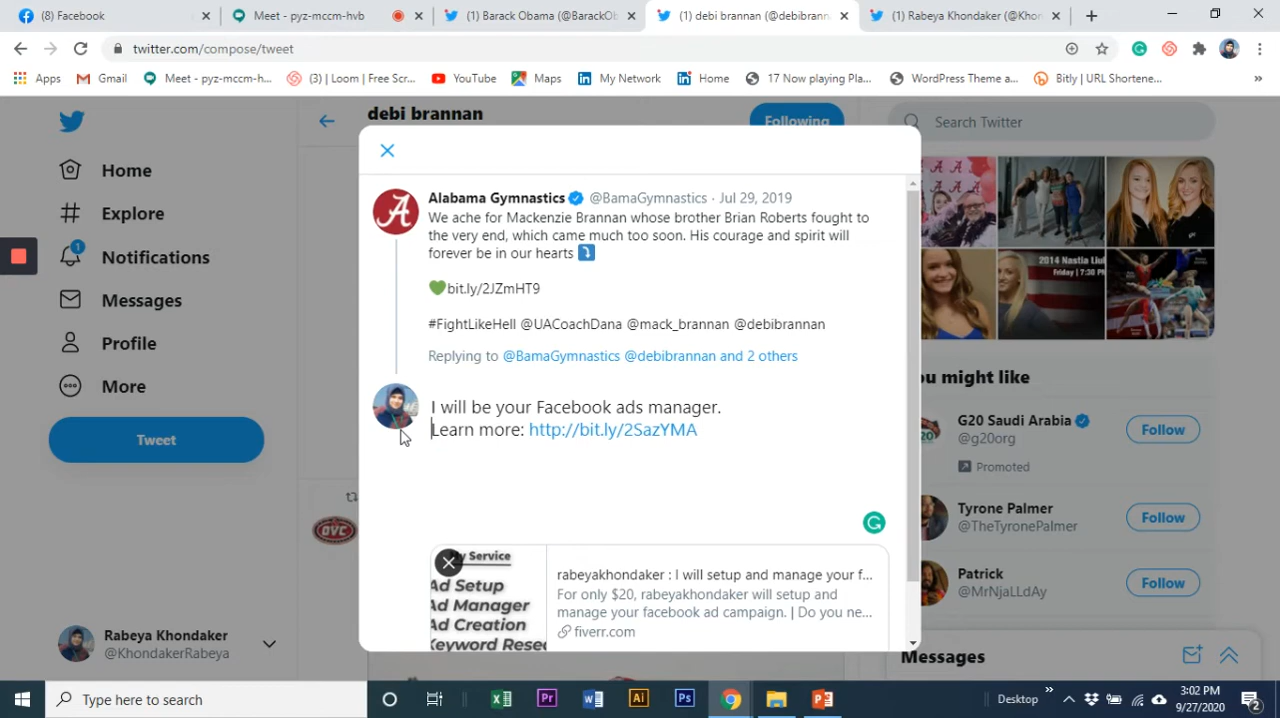 (8) Facebook
Meet - pyz-mccm-hvb
(1) Barack Obama (@BarackOb
(1) debi brannan (@debibrann
(1) Rabeya Khondaker (@Khon
twitter.com/compose/tweet
Apps
Gmail
Meet - pyz-mccm-h...
(3) | Loom | Free Scr...
YouTube
Maps
My Network
Home
17 Now playing Pla...
WordPress Theme a...
Bitly | URL Shortene...
»
debi brannan
Following
Search Twitter
Home
Explore
1
Notifications
Messages
Profile
More
Tweet
Rabeya Khondaker
@KhondakerRabeya
Alabama Gymnastics @BamaGymnastics · Jul 29, 2019
We ache for Mackenzie Brannan whose brother Brian Roberts fought to
the very end, which came much too soon. His courage and spirit will
forever be in our hearts ⤵
💚bit.ly/2JZmHT9
#FightLikeHell @UACoachDana @mack_brannan @debibrannan
Replying to @BamaGymnastics @debibrannan and 2 others
I will be your Facebook ads manager.
Learn more: http://bit.ly/2SazYMA
My Service
Ad Setup
Ad Manager
Ad Creation
Keyword Resea
rabeyakhondaker : I will setup and manage your f...
For only $20, rabeyakhondaker will setup and
manage your facebook ad campaign. | Do you ne...
fiverr.com
OVC
2014 Nastia Liu
Friday | 7:30 P
ou might like
G20 Saudi Arabia
@g20org
Promoted
Follow
Tyrone Palmer
@TheTyronePalmer
Follow
Patrick
@MrNjaLLdAy
Follow
Messages
Type here to search
Desktop
»
3:02 PM
9/27/2020
2